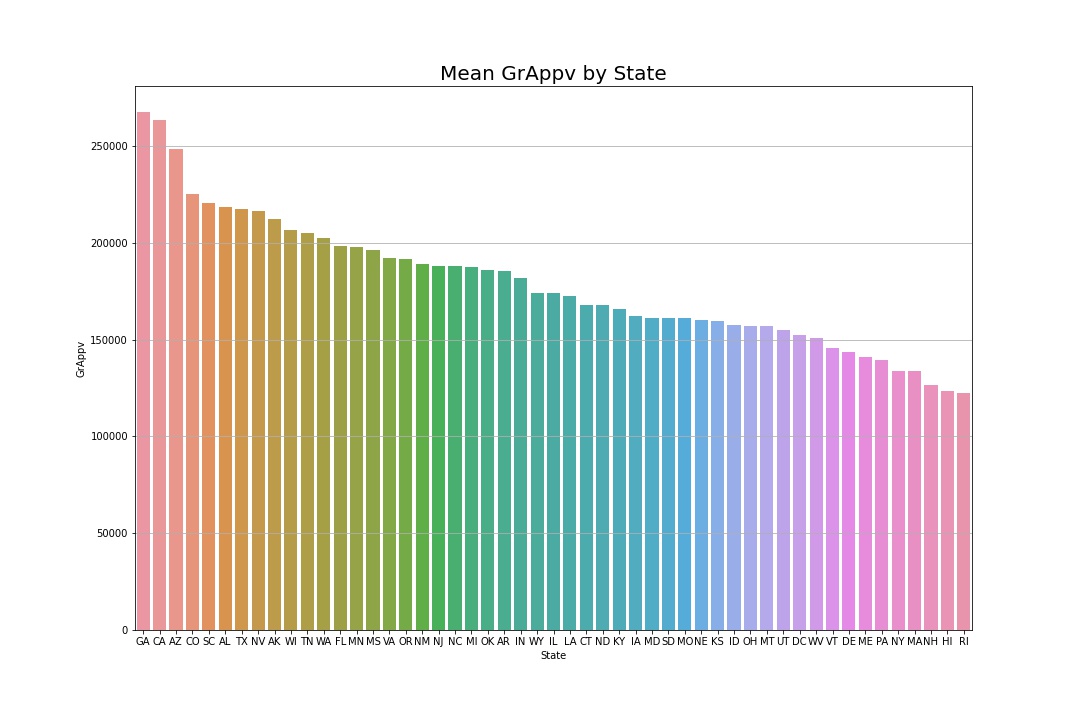 Mean GrAppv by State
GrAppv
250000
200000
150000
100000
50000
0
GA CA AZ CO SC AL TX NV AK WI TN WA FL MN MS VA OR NM NJ NC MI OK AR IN WY IL LA CT ND KY IA MD SD MO NE KS ID OH MT UT DC WV VT DE ME PA NY MA NH HI RI
State